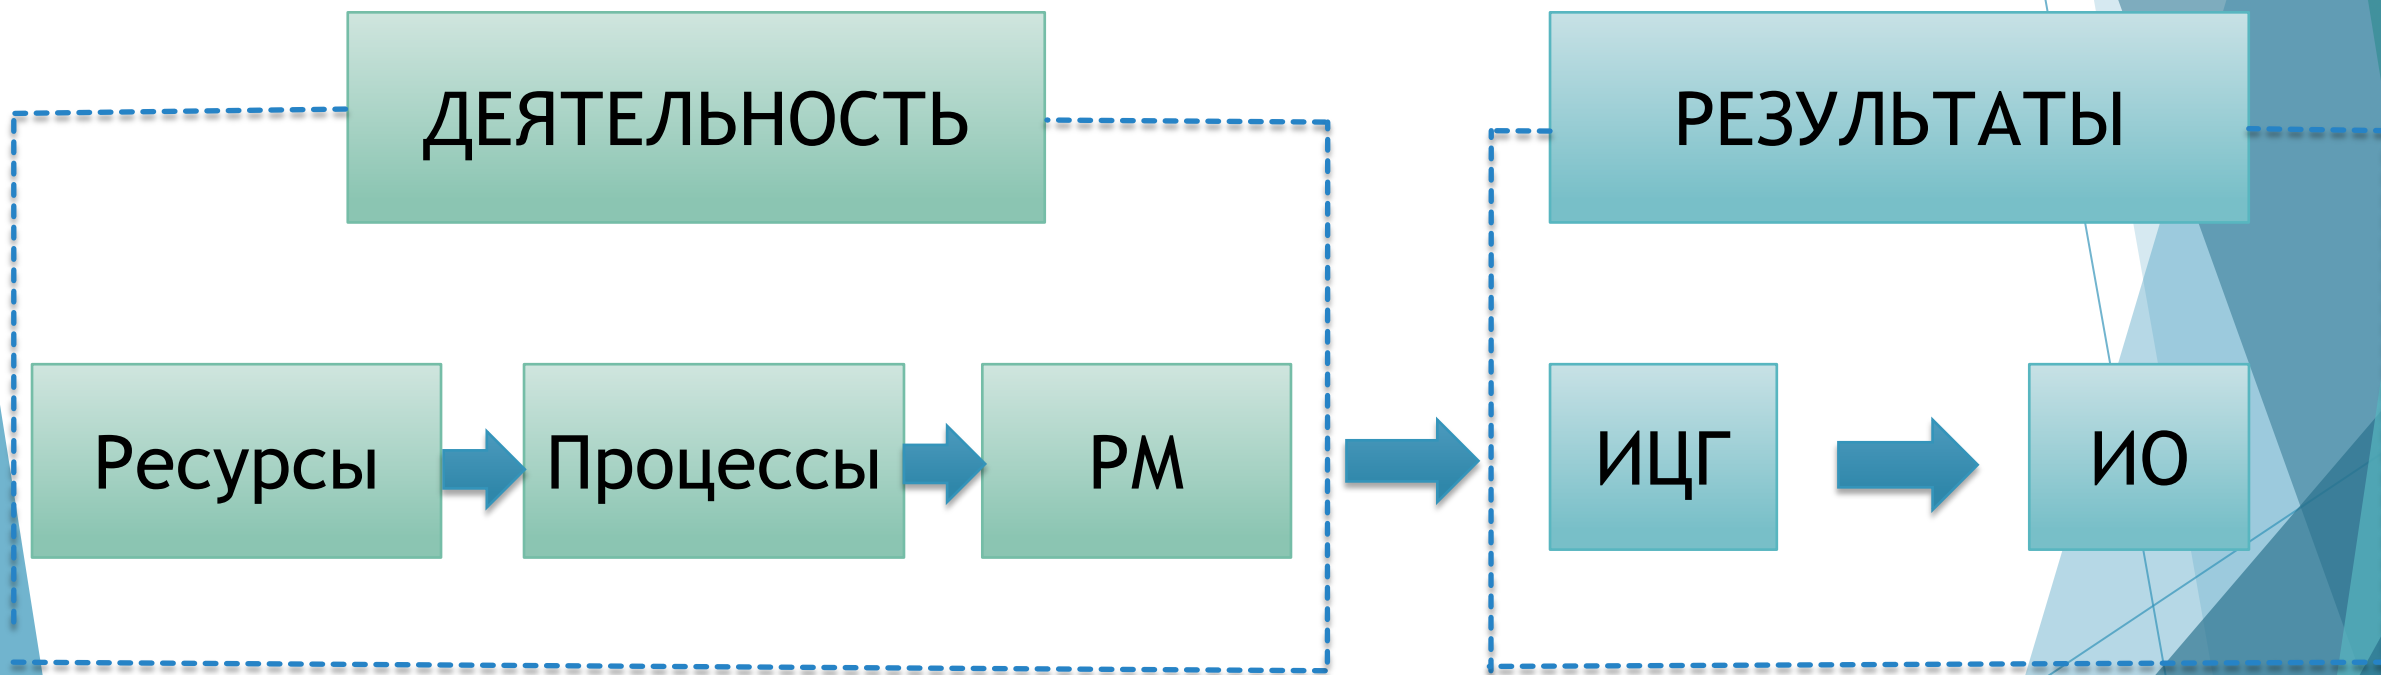 ДЕЯТЕЛЬНОСТЬ
РЕЗУЛЬТАТЫ
Ресурсы
Процессы
РМ
ИЦГ
ИО